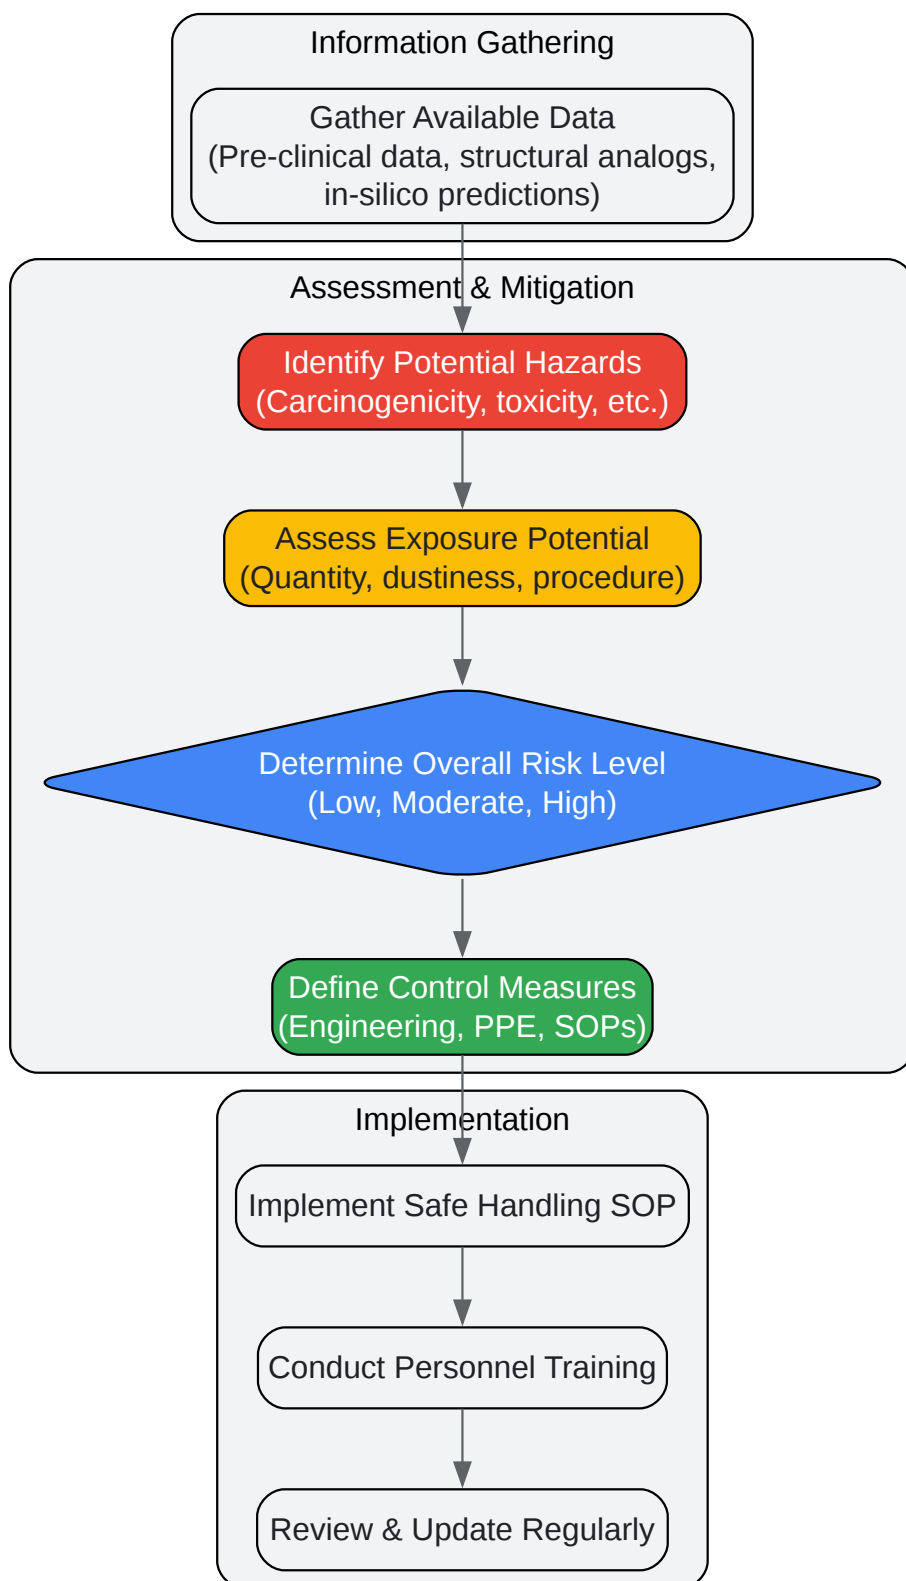 Information Gathering
Gather Available Data
(Pre-clinical data, structural analogs,
in-silico predictions)
Assessment & Mitigation
Identify Potential Hazards
(Carcinogenicity, toxicity, etc.)
Assess Exposure Potential
(Quantity, dustiness, procedure)
Determine Overall Risk Level
(Low, Moderate, High)
Define Control Measures
(Engineering, PPE, SOPs)
Implementation
Implement Safe Handling SOP
Conduct Personnel Training
Review & Update Regularly